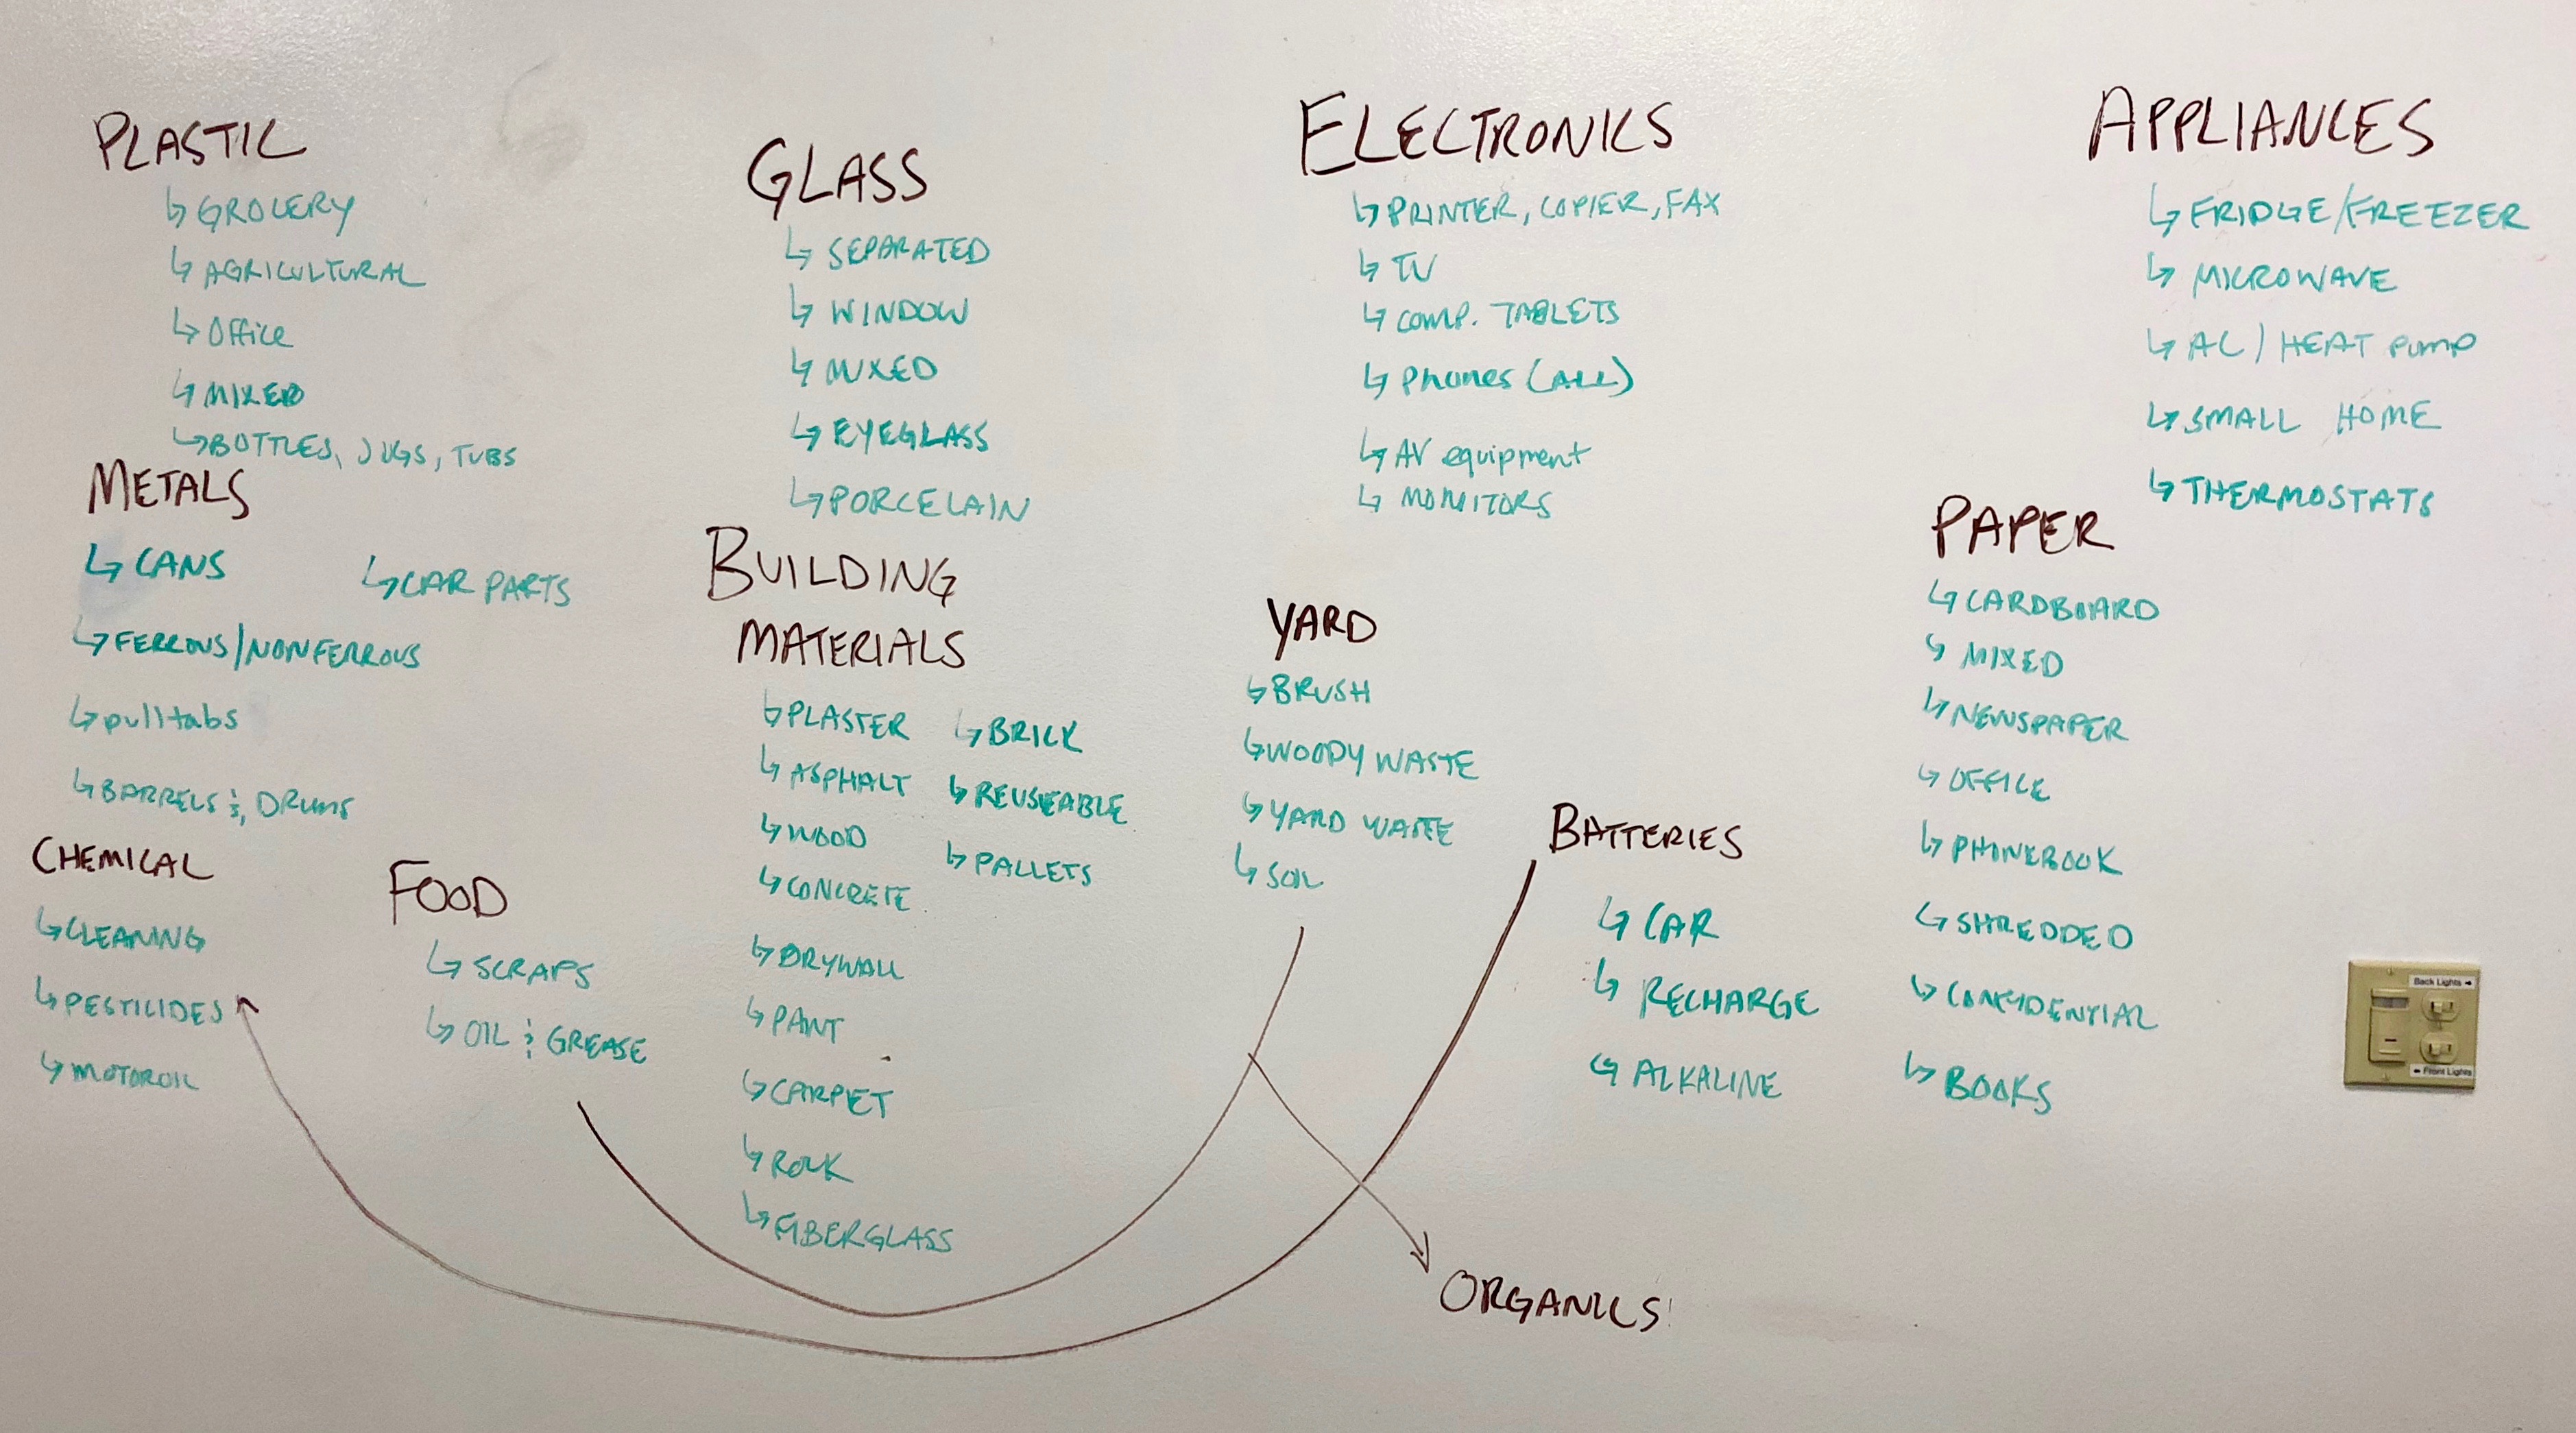 PLASTIC
↳ GROCERY
↳ AGRICULTURAL
↳ Office
↳ MIXED
↳ BOTTLES, JUGS, TUBS
METALS
↳ CANS
↳ CAR PARTS
↳ FERROUS/NONFERROUS
↳ pulltabs
↳ BARRELS & DRUMS
CHEMICAL
↳ CLEANING
↳ PESTICIDES
↳ MOTOROIL
FOOD
↳ SCRAPS
↳ OIL & GREASE
GLASS
↳ SEPARATED
↳ WINDOW
↳ MIXED
↳ EYEGLASS
↳ PORCELAIN
BUILDING
MATERIALS
↳ PLASTER
↳ ASPHALT
↳ WOOD
↳ CONCRETE
↳ DRYWALL
↳ PAINT
↳ CARPET
↳ ROCK
↳ FIBERGLASS
↳ BRICK
↳ REUSEABLE
↳ PALLETS
ELECTRONICS
↳ PRINTER, COPIER, FAX
↳ TV
↳ COMP. TABLETS
↳ Phones (ALL)
↳ AV equipment
↳ MONITORS
YARD
↳ BRUSH
↳ WOODY WASTE
↳ YARD WASTE
↳ SOIL
BATTERIES
↳ CAR
↳ RECHARGE
↳ ALKALINE
ORGANICS
APPLIANCES
↳ FRIDGE/FREEZER
↳ MICROWAVE
↳ AC/HEAT PUMP
↳ SMALL HOME
↳ THERMOSTATS
PAPER
↳ CARDBOARD
↳ MIXED
↳ NEWSPAPER
↳ OFFICE
↳ PHONEBOOK
↳ SHREDDED
↳ CONFIDENTIAL
↳ BOOKS
Back Lights →
← Front Lights